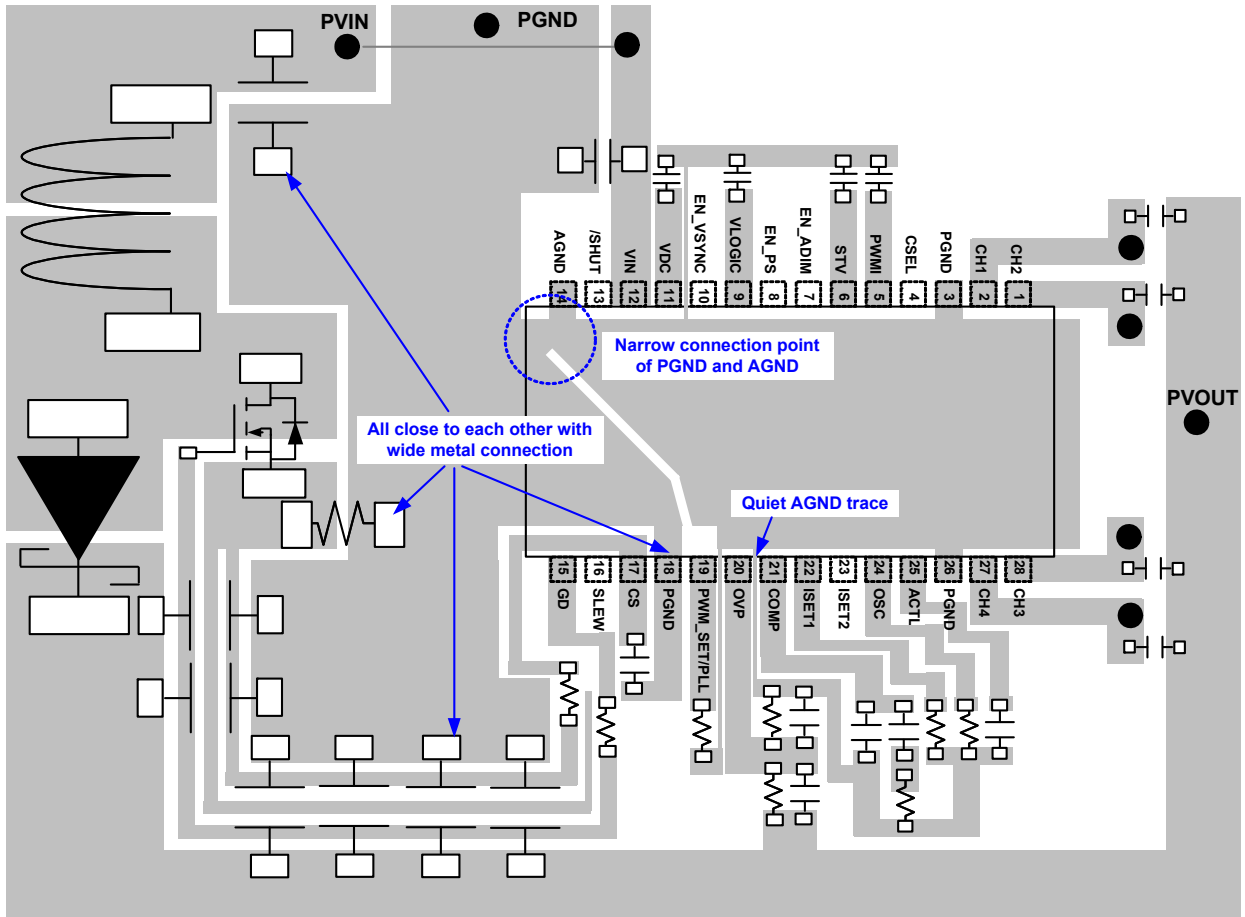 PVIN
PGND
AGND
/SHUT
VIN
VDC
EN_VSYNC
VLOGIC
EN_PS
EN_ADIM
STV
PWMI
CSEL
PGND
CH1
CH2
14
13
12
11
10
9
8
7
6
5
4
3
2
1
Narrow connection point
of PGND and AGND
PVOUT
All close to each other with
wide metal connection
Quiet AGND trace
15
16
17
18
19
20
21
22
23
24
25
26
27
28
GD
SLEW
CS
PGND
PWM_SET/PLL
OVP
COMP
ISET1
ISET2
OSC
ACTL
PGND
CH4
CH3